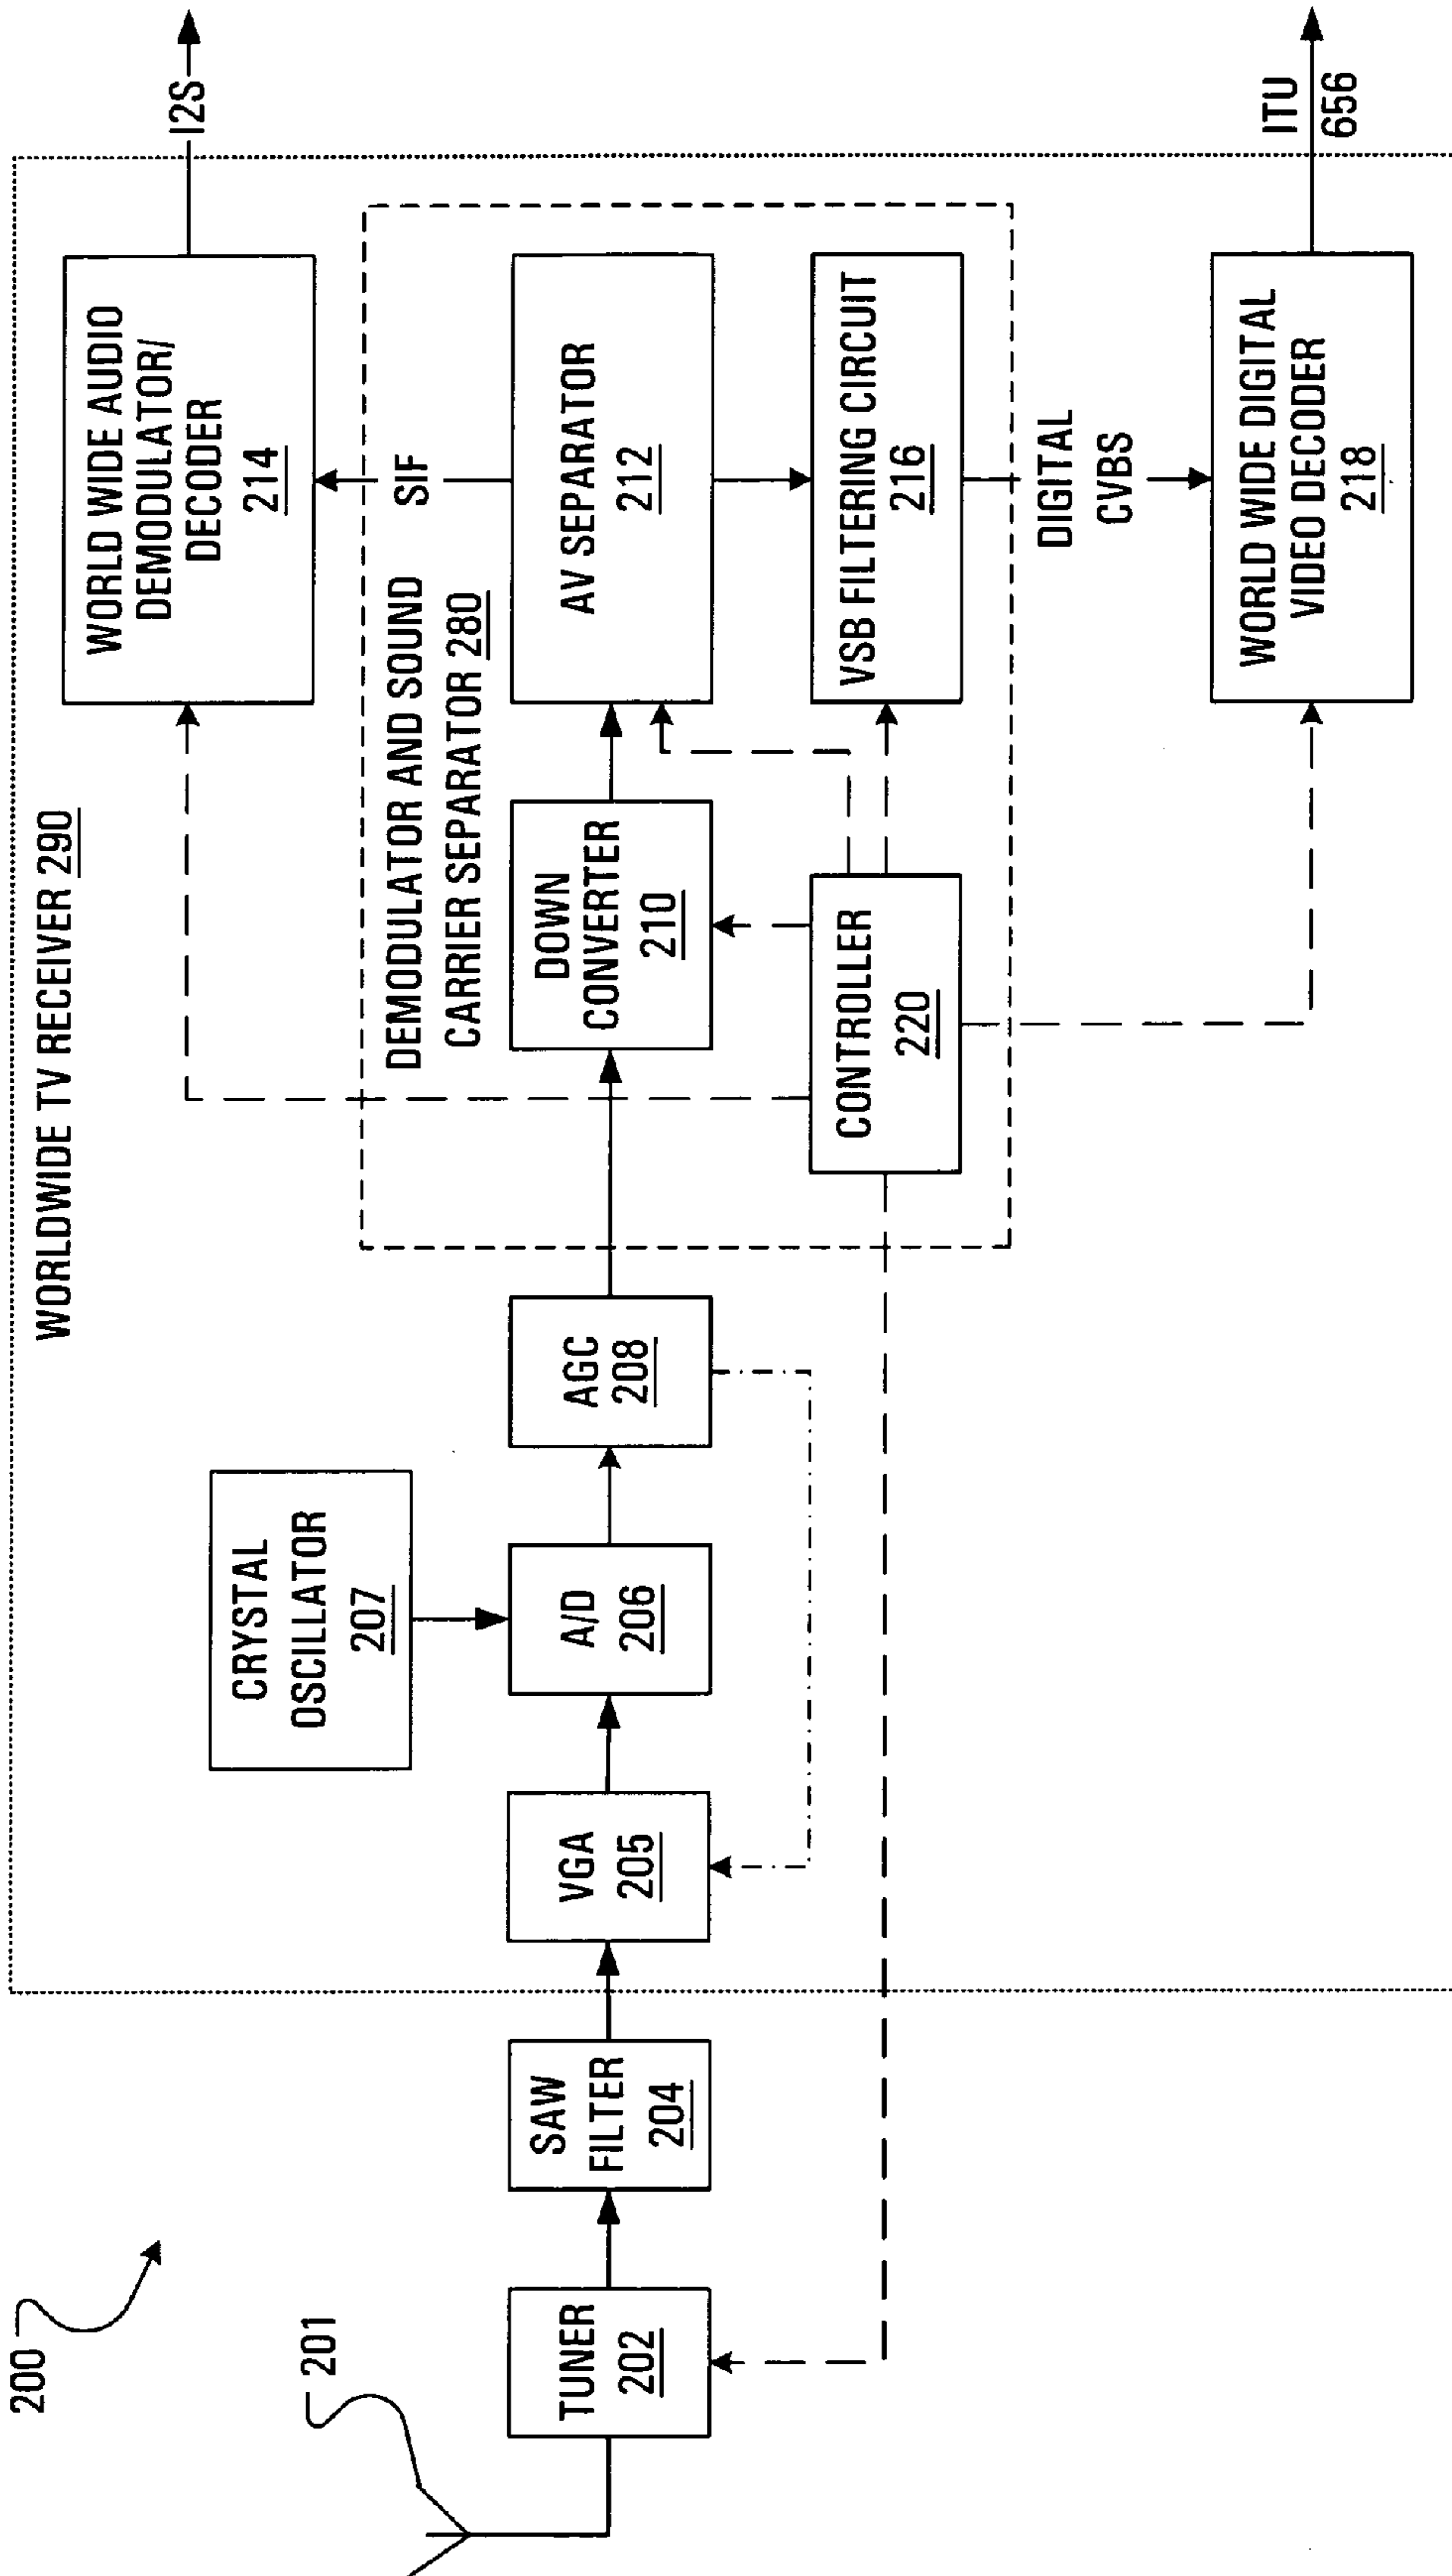 200
201
TUNER
202
SAW
FILTER
204
WORLDWIDE TV RECEIVER 290
VGA
205
CRYSTAL
OSCILLATOR
207
A/D
206
AGC
208
DEMODULATOR AND SOUND
CARRIER SEPARATOR 280
DOWN
CONVERTER
210
CONTROLLER
220
WORLD WIDE AUDIO
DEMODULATOR/
DECODER
214
SIF
AV SEPARATOR
212
VSB FILTERING CIRCUIT
216
DIGITAL
CVBS
WORLD WIDE DIGITAL
VIDEO DECODER
218
I2S
ITU
656